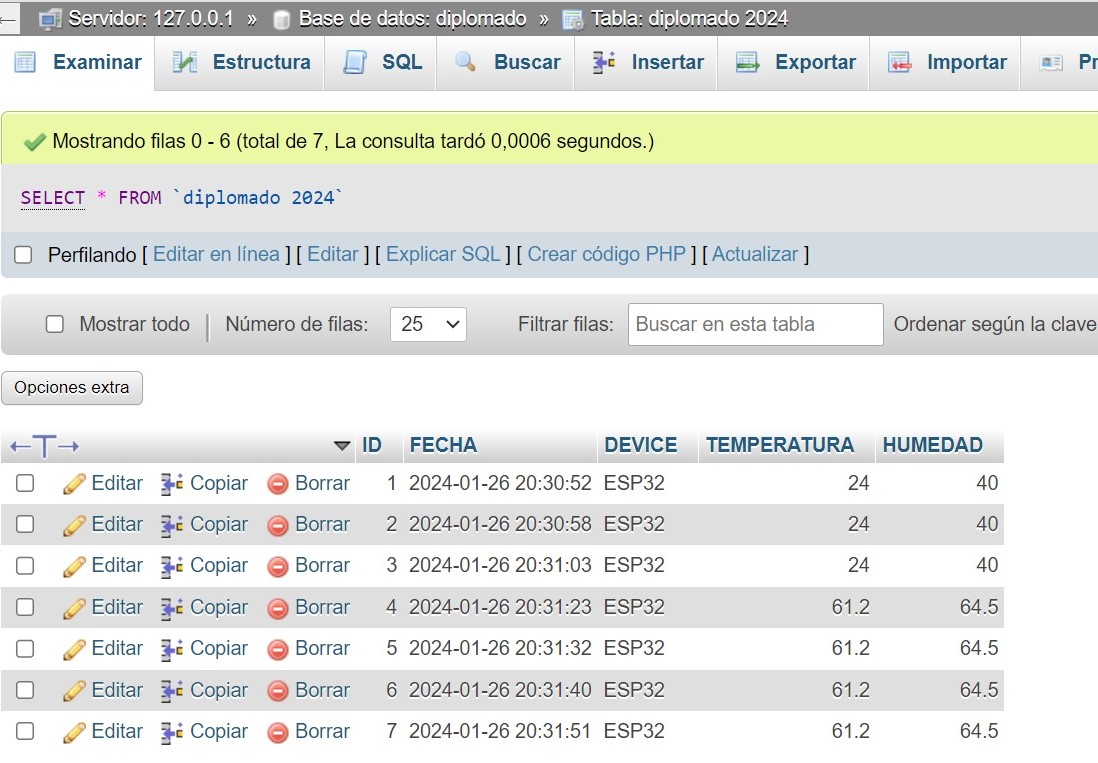 Servidor: 127.0.0.1 » Base de datos: diplomado » Tabla: diplomado 2024
Examinar Estructura SQL Buscar Insertar Exportar Importar Pr
Mostrando filas 0 - 6 (total de 7, La consulta tardó 0,0006 segundos.)
SELECT * FROM `diplomado 2024`
Perfilando [ Editar en línea ] [ Editar ] [ Explicar SQL ] [ Crear código PHP ] [ Actualizar ]
Mostrar todo Número de filas: 25 Filtrar filas: Buscar en esta tabla Ordenar según la clave
Opciones extra
←T→ ID FECHA DEVICE TEMPERATURA HUMEDAD
Editar Copiar Borrar 1 2024-01-26 20:30:52 ESP32 24 40
Editar Copiar Borrar 2 2024-01-26 20:30:58 ESP32 24 40
Editar Copiar Borrar 3 2024-01-26 20:31:03 ESP32 24 40
Editar Copiar Borrar 4 2024-01-26 20:31:23 ESP32 61.2 64.5
Editar Copiar Borrar 5 2024-01-26 20:31:32 ESP32 61.2 64.5
Editar Copiar Borrar 6 2024-01-26 20:31:40 ESP32 61.2 64.5
Editar Copiar Borrar 7 2024-01-26 20:31:51 ESP32 61.2 64.5